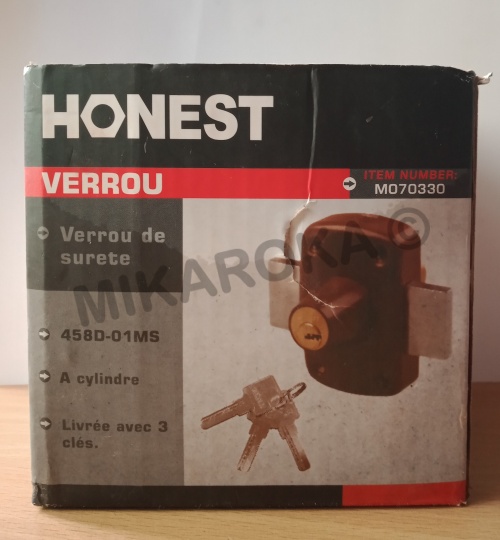 HONEST
VERROU
ITEM NUMBER:
M070330
Verrou de
surete
458D-01MS
A cylindre
Livrée avec 3
clés.
MIKAROKA ©